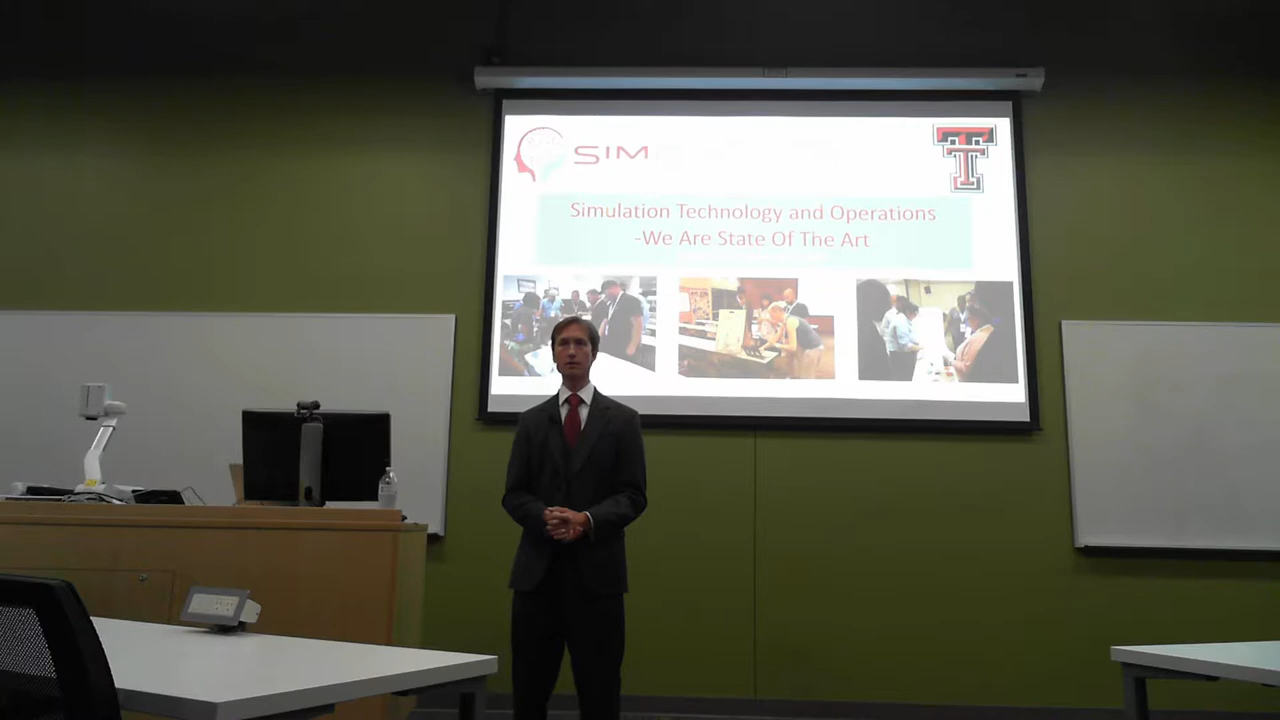 SIM
T
Simulation Technology and Operations
-We Are State Of The Art